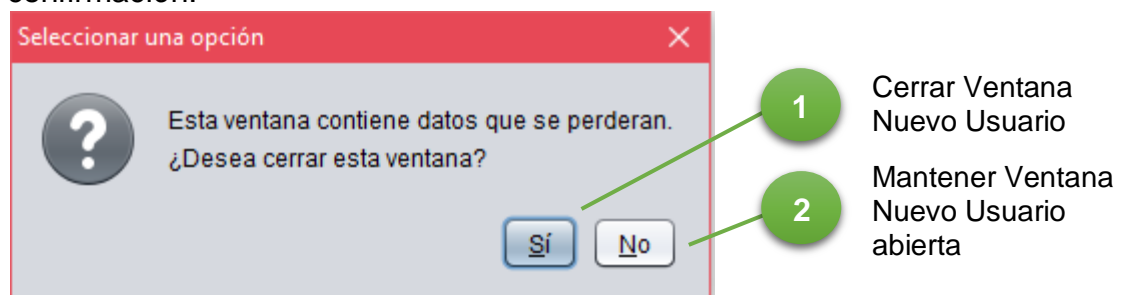 confirmación.
Seleccionar una opción
Esta ventana contiene datos que se perderan.
¿Desea cerrar esta ventana?
Sí
No
1
Cerrar Ventana
Nuevo Usuario
2
Mantener Ventana
Nuevo Usuario
abierta